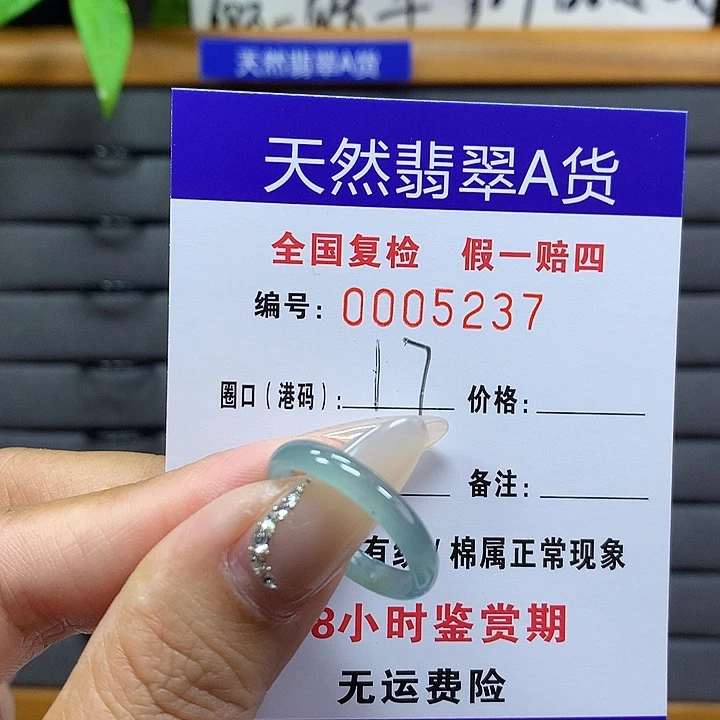 天然翡翠A货
天然翡翠A货
全国复检 假一赔四
编号: 0005237
圈口(港码): 17 价格:
备注:
有纹/棉属正常现象
8小时鉴赏期
无运费险